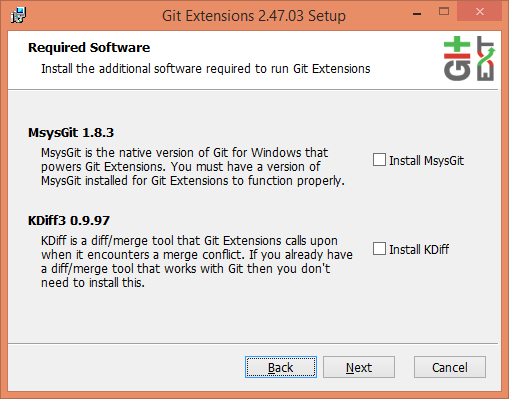 Git Extensions 2.47.03 Setup
Required Software
Install the additional software required to run Git Extensions
GIt
EXT
MsysGit 1.8.3
MsysGit is the native version of Git for Windows that
powers Git Extensions. You must have a version of
MsysGit installed for Git Extensions to function properly.
Install MsysGit
KDiff3 0.9.97
KDiff is a diff/merge tool that Git Extensions calls upon
when it encounters a merge conflict. If you already have
a diff/merge tool that works with Git then you don't
need to install this.
Install KDiff
Back
Next
Cancel